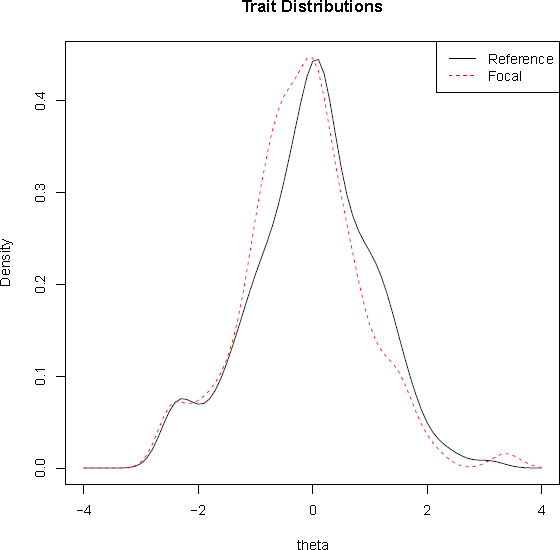 Trait Distributions
Reference
Focal
Density
0.4
0.3
0.2
0.1
0.0
−4 −2 0 2 4
theta